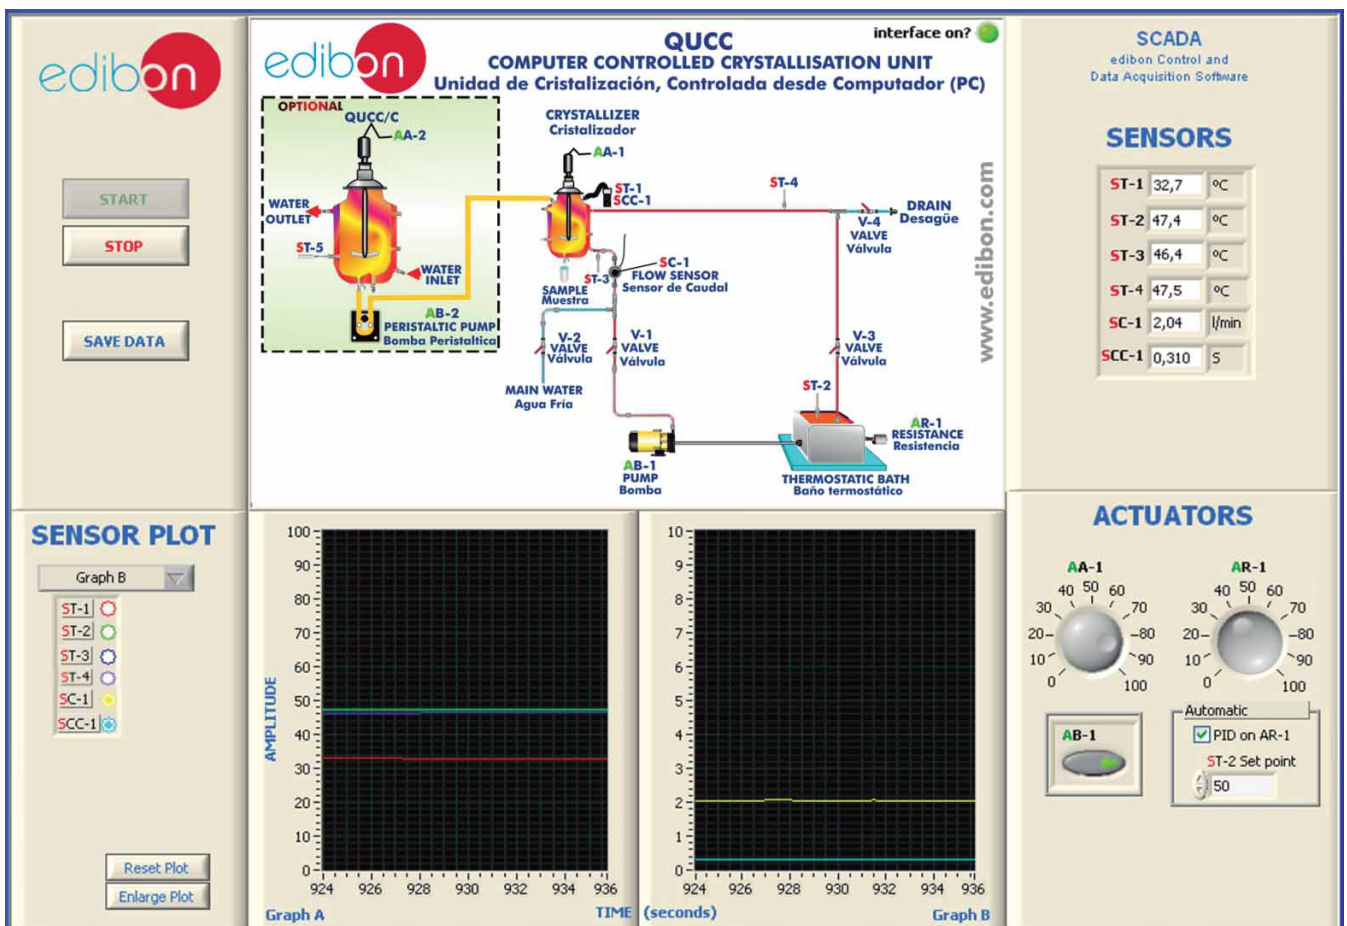 edibon
START
STOP
SAVE DATA
edibon
interface on?
QUCC
COMPUTER CONTROLLED CRYSTALLISATION UNIT
Unidad de Cristalización, Controlada desde Computador (PC)
OPTIONAL
QUCC/C
AA-2
WATER
OUTLET
ST-5
WATER
INLET
AB-2
PERISTALTIC PUMP
Bomba Peristaltica
CRYSTALLIZER
Cristalizador
AA-1
ST-1
SCC-1
ST-4
DRAIN
Desagüe
V-4
VALVE
Válvula
SC-1
FLOW SENSOR
Sensor de Caudal
ST-3
SAMPLE
Muestra
V-2
VALVE
Válvula
V-1
VALVE
Válvula
V-3
VALVE
Válvula
MAIN WATER
Agua Fría
ST-2
AR-1
RESISTANCE
Resistencia
AB-1
PUMP
Bomba
THERMOSTATIC BATH
Baño termostático
www.edibon.com
SCADA
edibon Control and
Data Acquisition Software
SENSORS
ST-1 32,7 ºC
ST-2 47,4 ºC
ST-3 46,4 ºC
ST-4 47,5 ºC
SC-1 2,04 l/min
SCC-1 0,310 S
SENSOR PLOT
Graph B
ST-1
ST-2
ST-3
ST-4
SC-1
SCC-1
Reset Plot
Enlarge Plot
AMPLITUDE
100
90
80
70
60
50
40
30
20
10
0
924 926 928 930 932 934 936
Graph A
TIME (seconds)
10
9
8
7
6
5
4
3
2
1
0
924 926 928 930 932 934 936
Graph B
ACTUATORS
AA-1
0 10 20 30 40 50 60 70 80 90 100
AR-1
0 10 20 30 40 50 60 70 80 90 100
AB-1
Automatic
PID on AR-1
ST-2 Set point
50